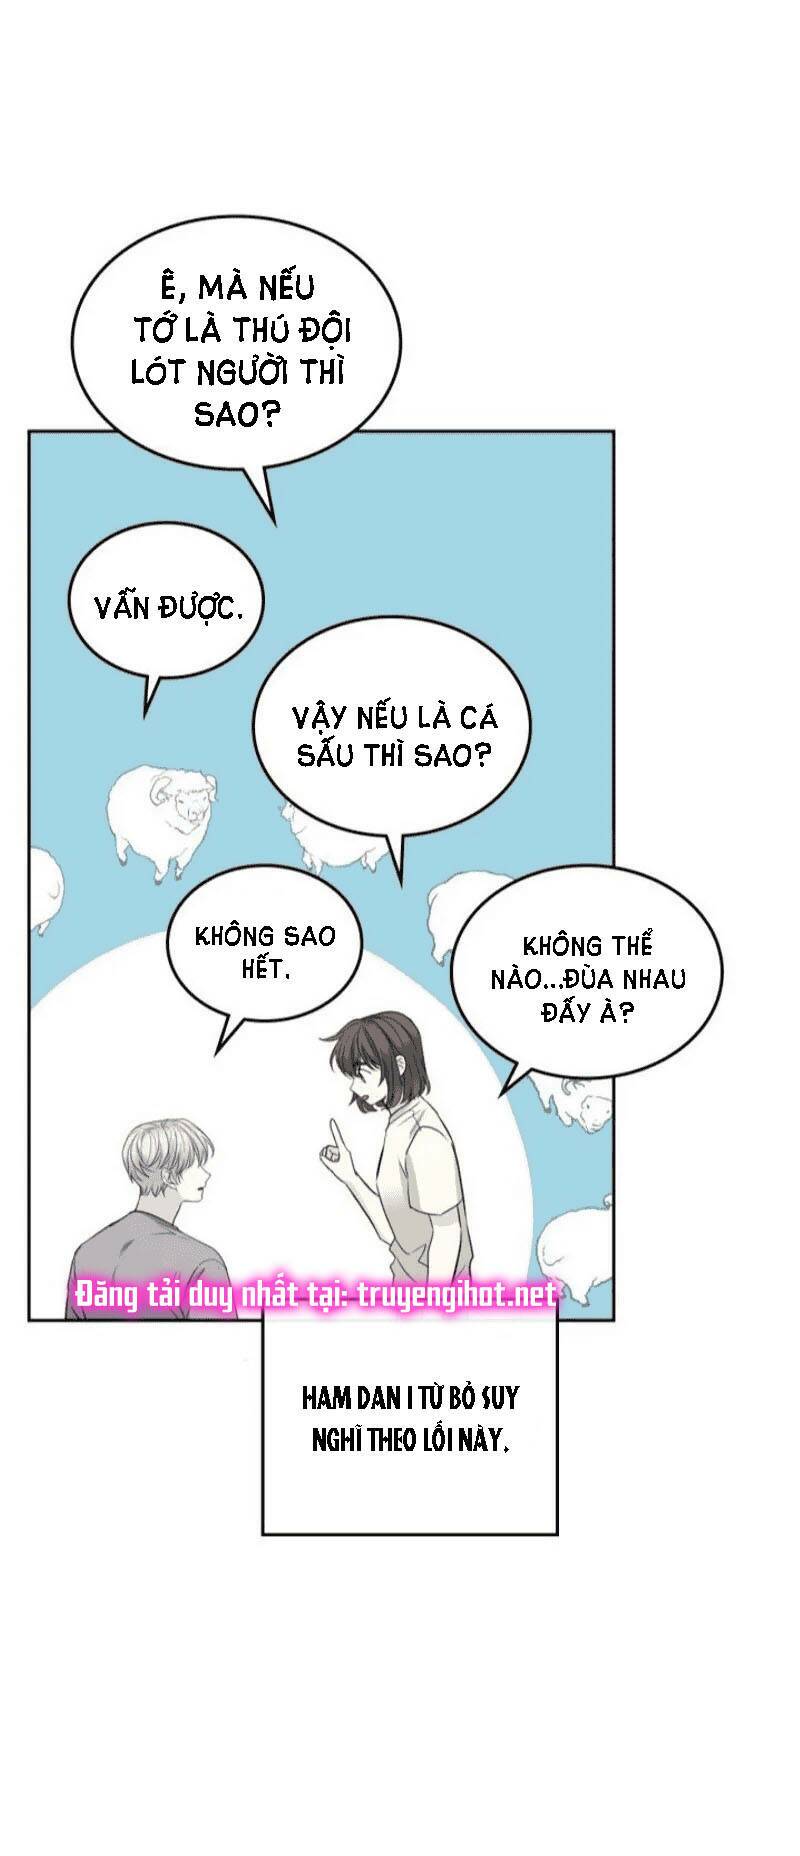 Ê, MÀ NẾU
TỚ LÀ THÚ ĐỘI
LÓT NGƯỜI THÌ
SAO?
VẪN ĐƯỢC.
VẬY NẾU LÀ CÁ
SẤU THÌ SAO?
KHÔNG SAO
HẾT.
KHÔNG THỂ
NÀO...ĐÙA NHAU
ĐẤY À?
Đăng tải duy nhất tại: truyengihot.net
HAM DAN I TỪ BỎ SUY
NGHĨ THEO LỐI NÀY.